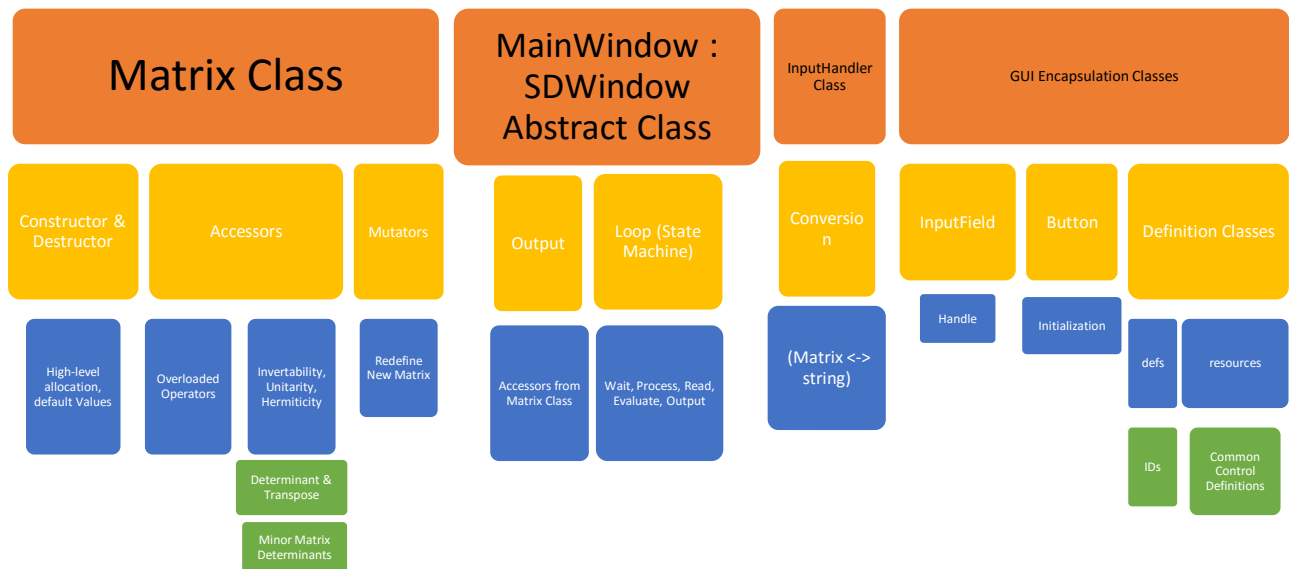 Matrix Class
MainWindow :
SDWindow
Abstract Class
InputHandler
Class
GUI Encapsulation Classes
Constructor &
Destructor
Accessors
Mutators
Output
Loop (State
Machine)
Conversio
n
InputField
Button
Definition Classes
High-level
allocation,
default Values
Overloaded
Operators
Invertability,
Unitarity,
Hermiticity
Redefine
New Matrix
Accessors from
Matrix Class
Wait, Process, Read,
Evaluate, Output
(Matrix <->
string)
Handle
Initialization
defs
resources
Determinant &
Transpose
IDs
Common
Control
Definitions
Minor Matrix
Determinants